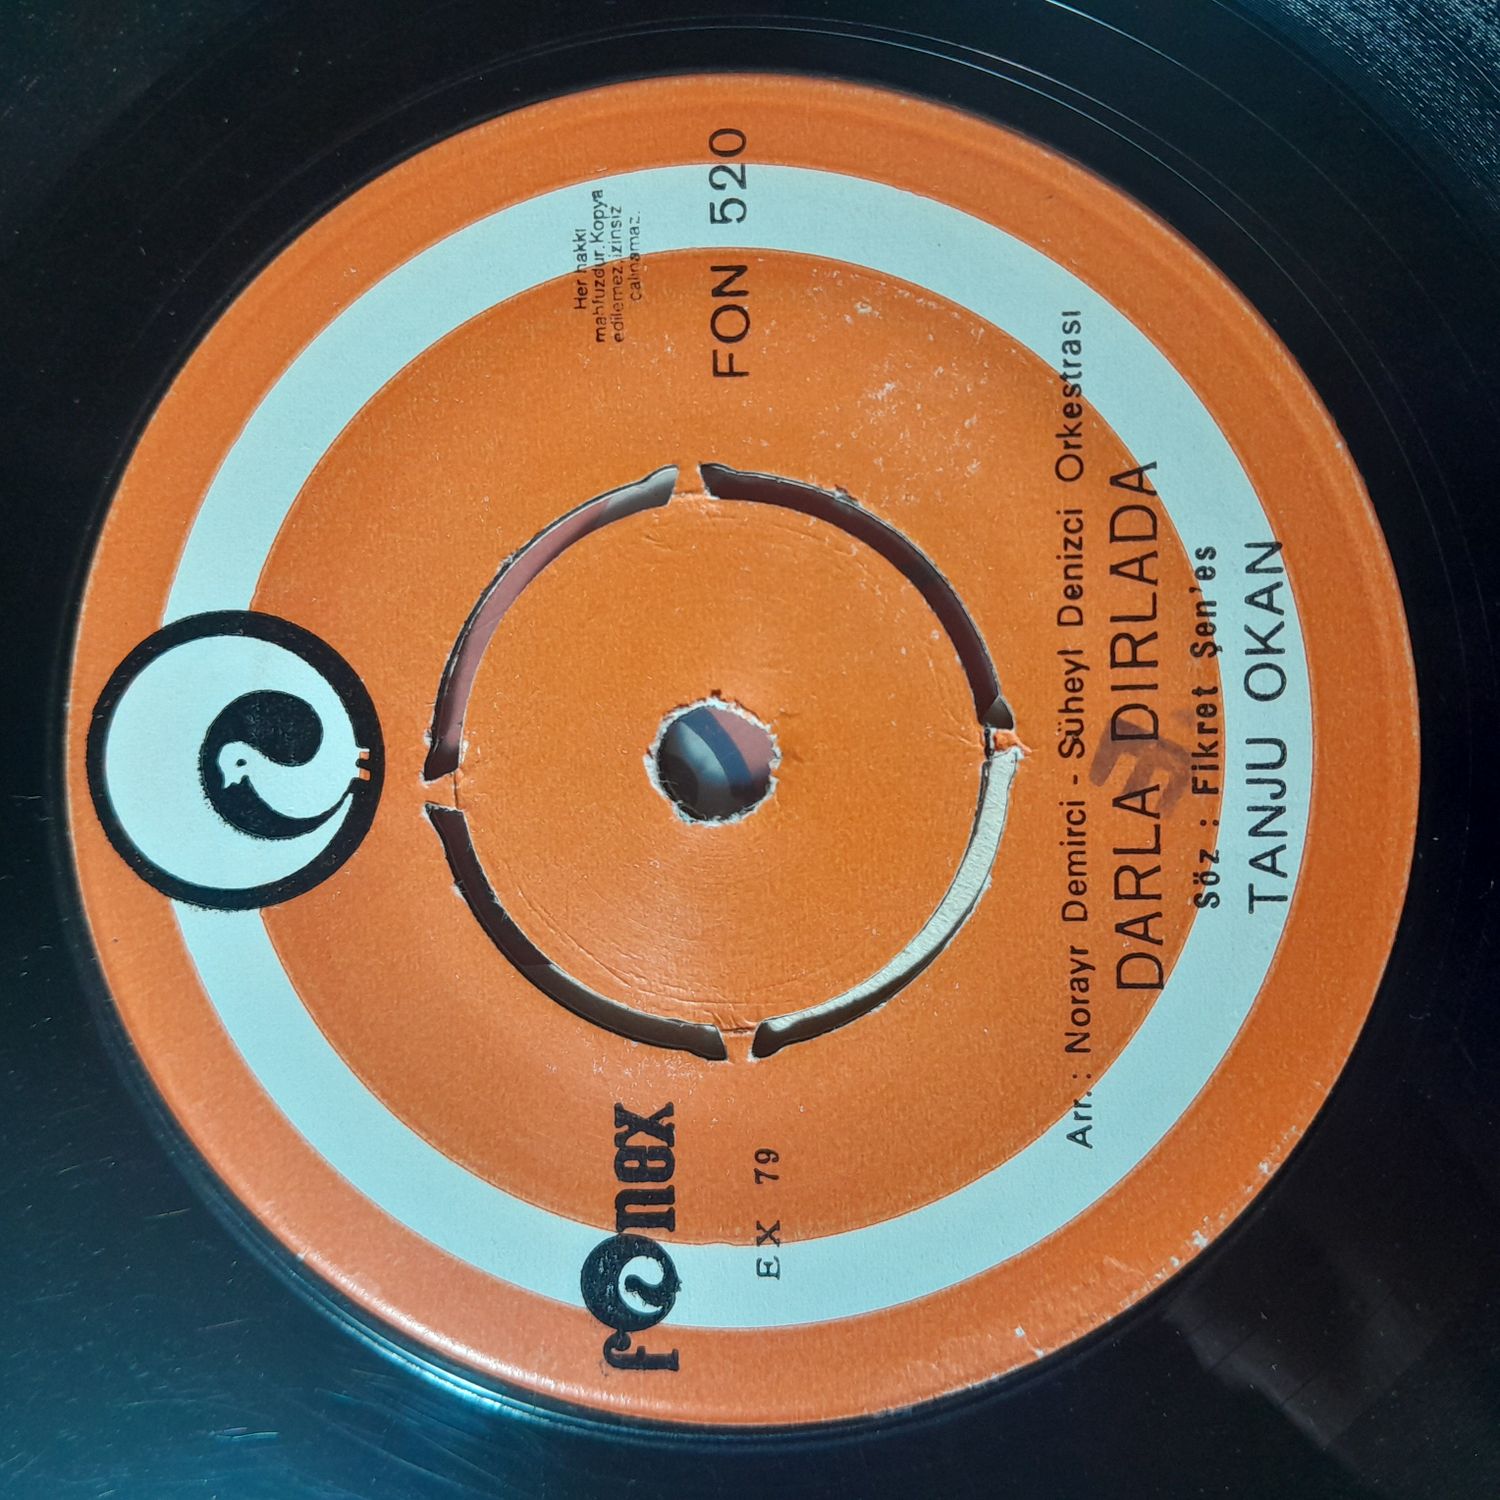 Her hakkı
mahfuzdur. Kopya
edilemez, izinsiz
çalınamaz.
fonex
FON 520
EX 79
Arr. : Norayr Demirci - Süheyl Denizci Orkestrası
DARLA DIRLADA
Söz : Fikret Şen'es
TANJU OKAN